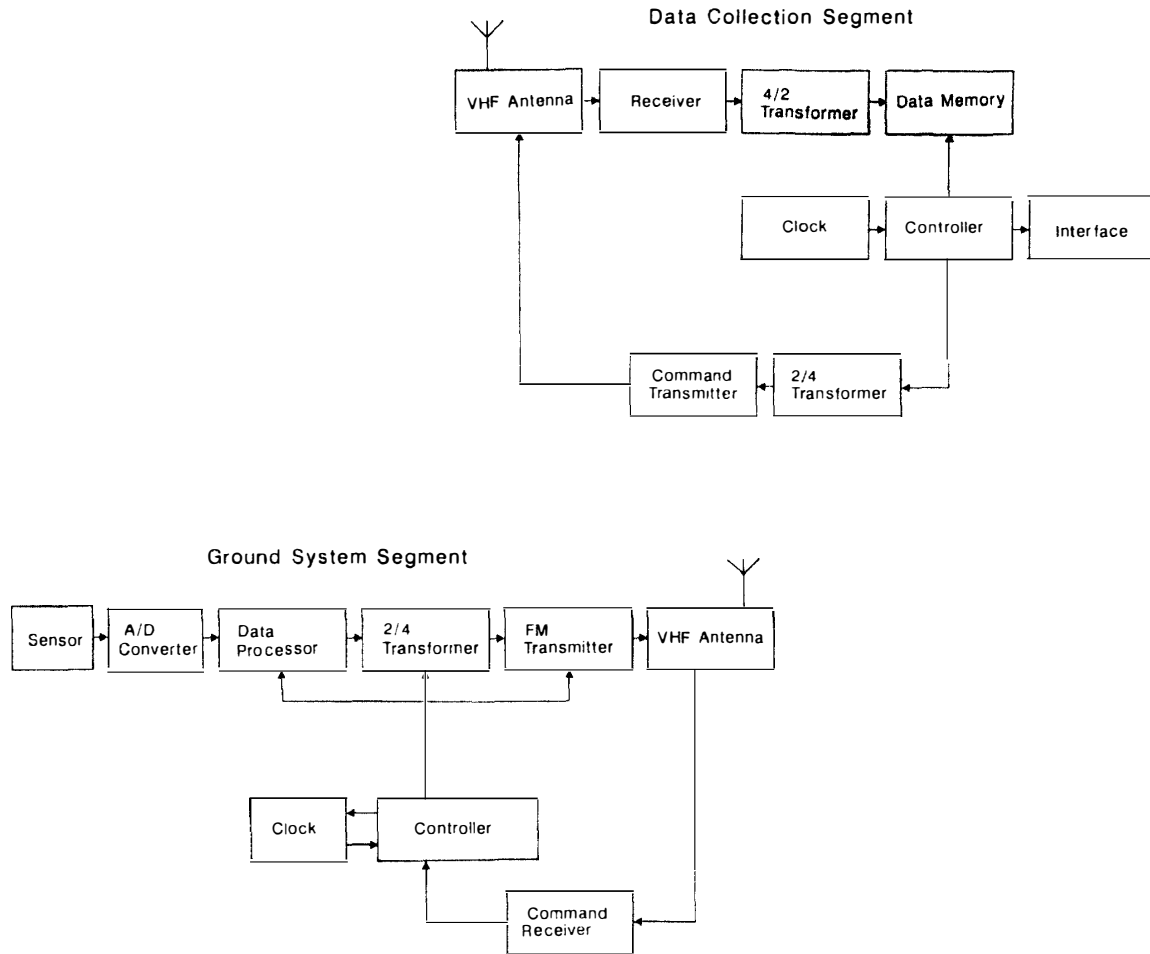 Data Collection Segment
VHF Antenna
Receiver
4/2
Transformer
Data Memory
Clock
Controller
Interface
Command
Transmitter
2/4
Transformer
Ground System Segment
Sensor
A/D
Converter
Data
Processor
2/4
Transformer
FM
Transmitter
VHF Antenna
Clock
Controller
Command
Receiver